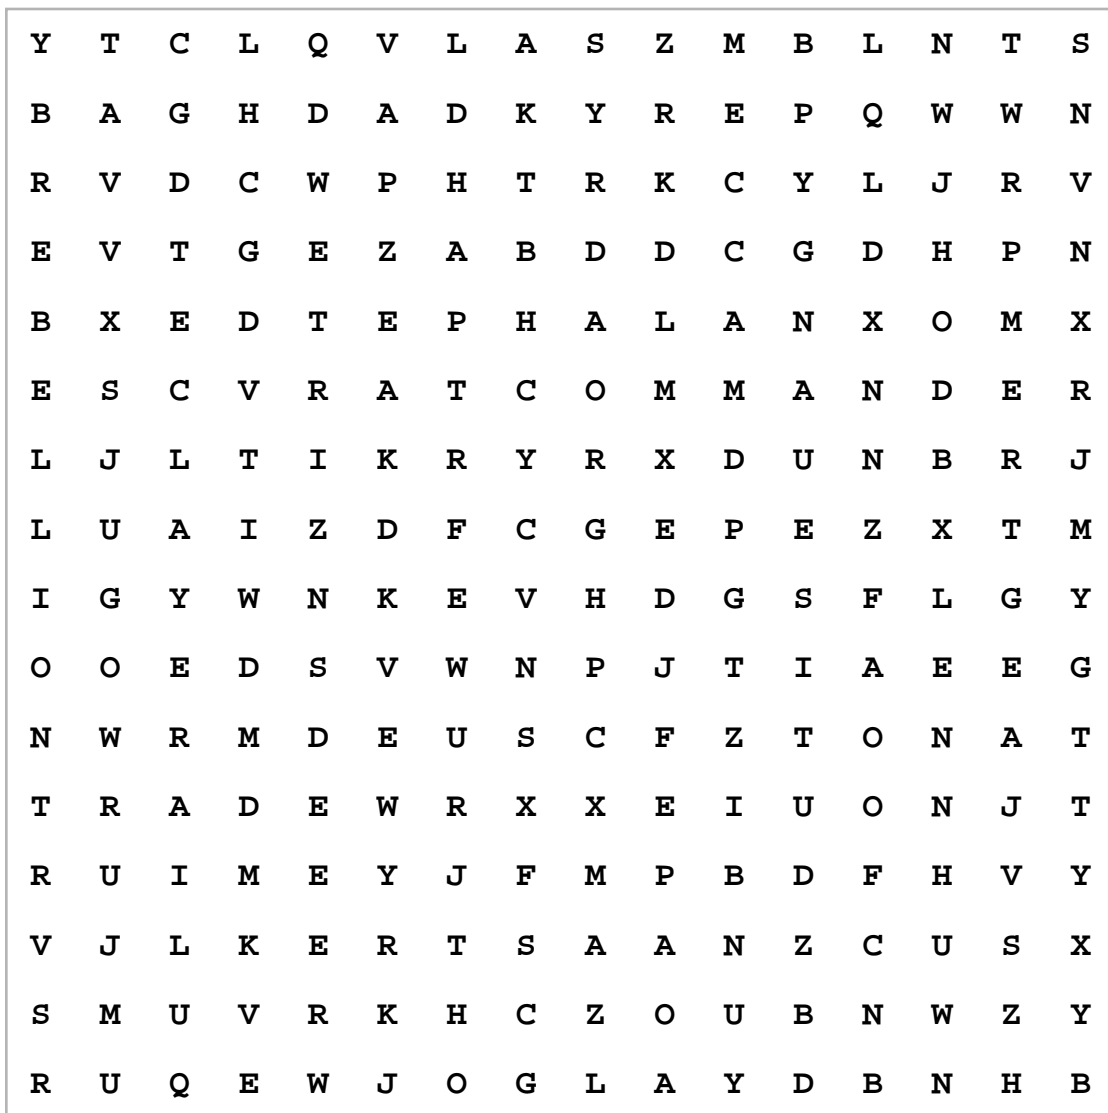 Y T C L Q V L A S Z M B L N T S
B A G H D A D K Y R E P Q W W N
R V D C W P H T R K C Y L J R V
E V T G E Z A B D D C G D H P N
B X E D T E P H A L A N X O M X
E S C V R A T C O M M A N D E R
L J L T I K R Y R X D U N B R J
L U A I Z D F C G E P E Z X T M
I G Y W N K E V H D G S F L G Y
O O E D S V W N P J T I A E E G
N W R M D E U S C F Z T O N A T
T R A D E W R X X E I U O N J T
R U I M E Y J F M P B D F H V Y
V J L K E R T S A A N Z C U S X
S M U V R K H C Z O U B N W Z Y
R U Q E W J O G L A Y D B N H B